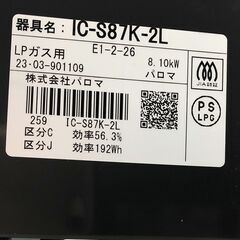 器具名：IC-S87K-2L
E1-2-26
LPガス用 8.10kW
23・03-901109 パロマ
株式会社パロマ
JIA認証
PS
LPG
259 IC-S87K-2L
区分C 効率56.3%
区分J 効率192Wh